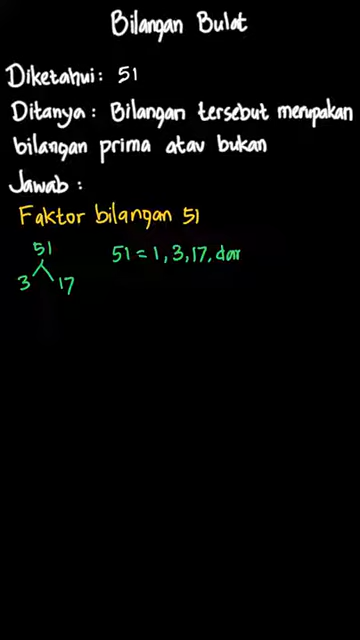 Bilangan Bulat
Diketahui : 51
Ditanya : Bilangan tersebut merupakan
bilangan prima atau bukan
Jawab :
Faktor bilangan 51
51
51 = 1, 3, 17, dar
3
17